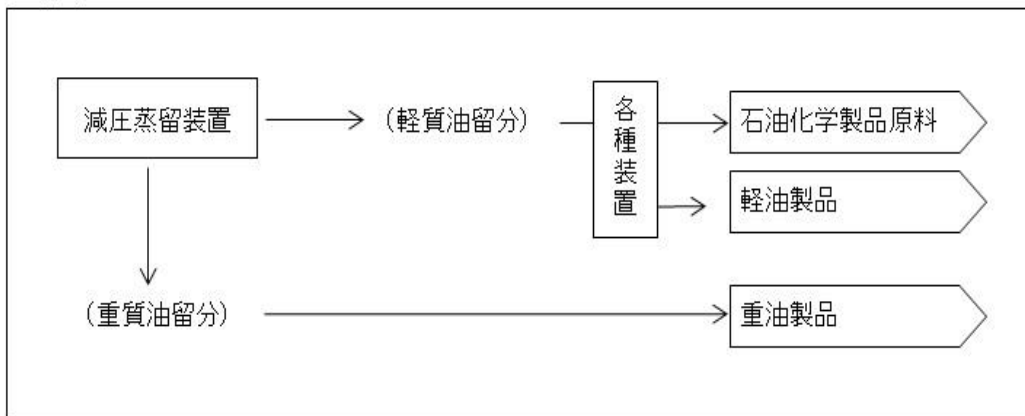 減圧蒸留装置
(軽質油留分)
各種装置
石油化学製品原料
軽油製品
(重質油留分)
重油製品